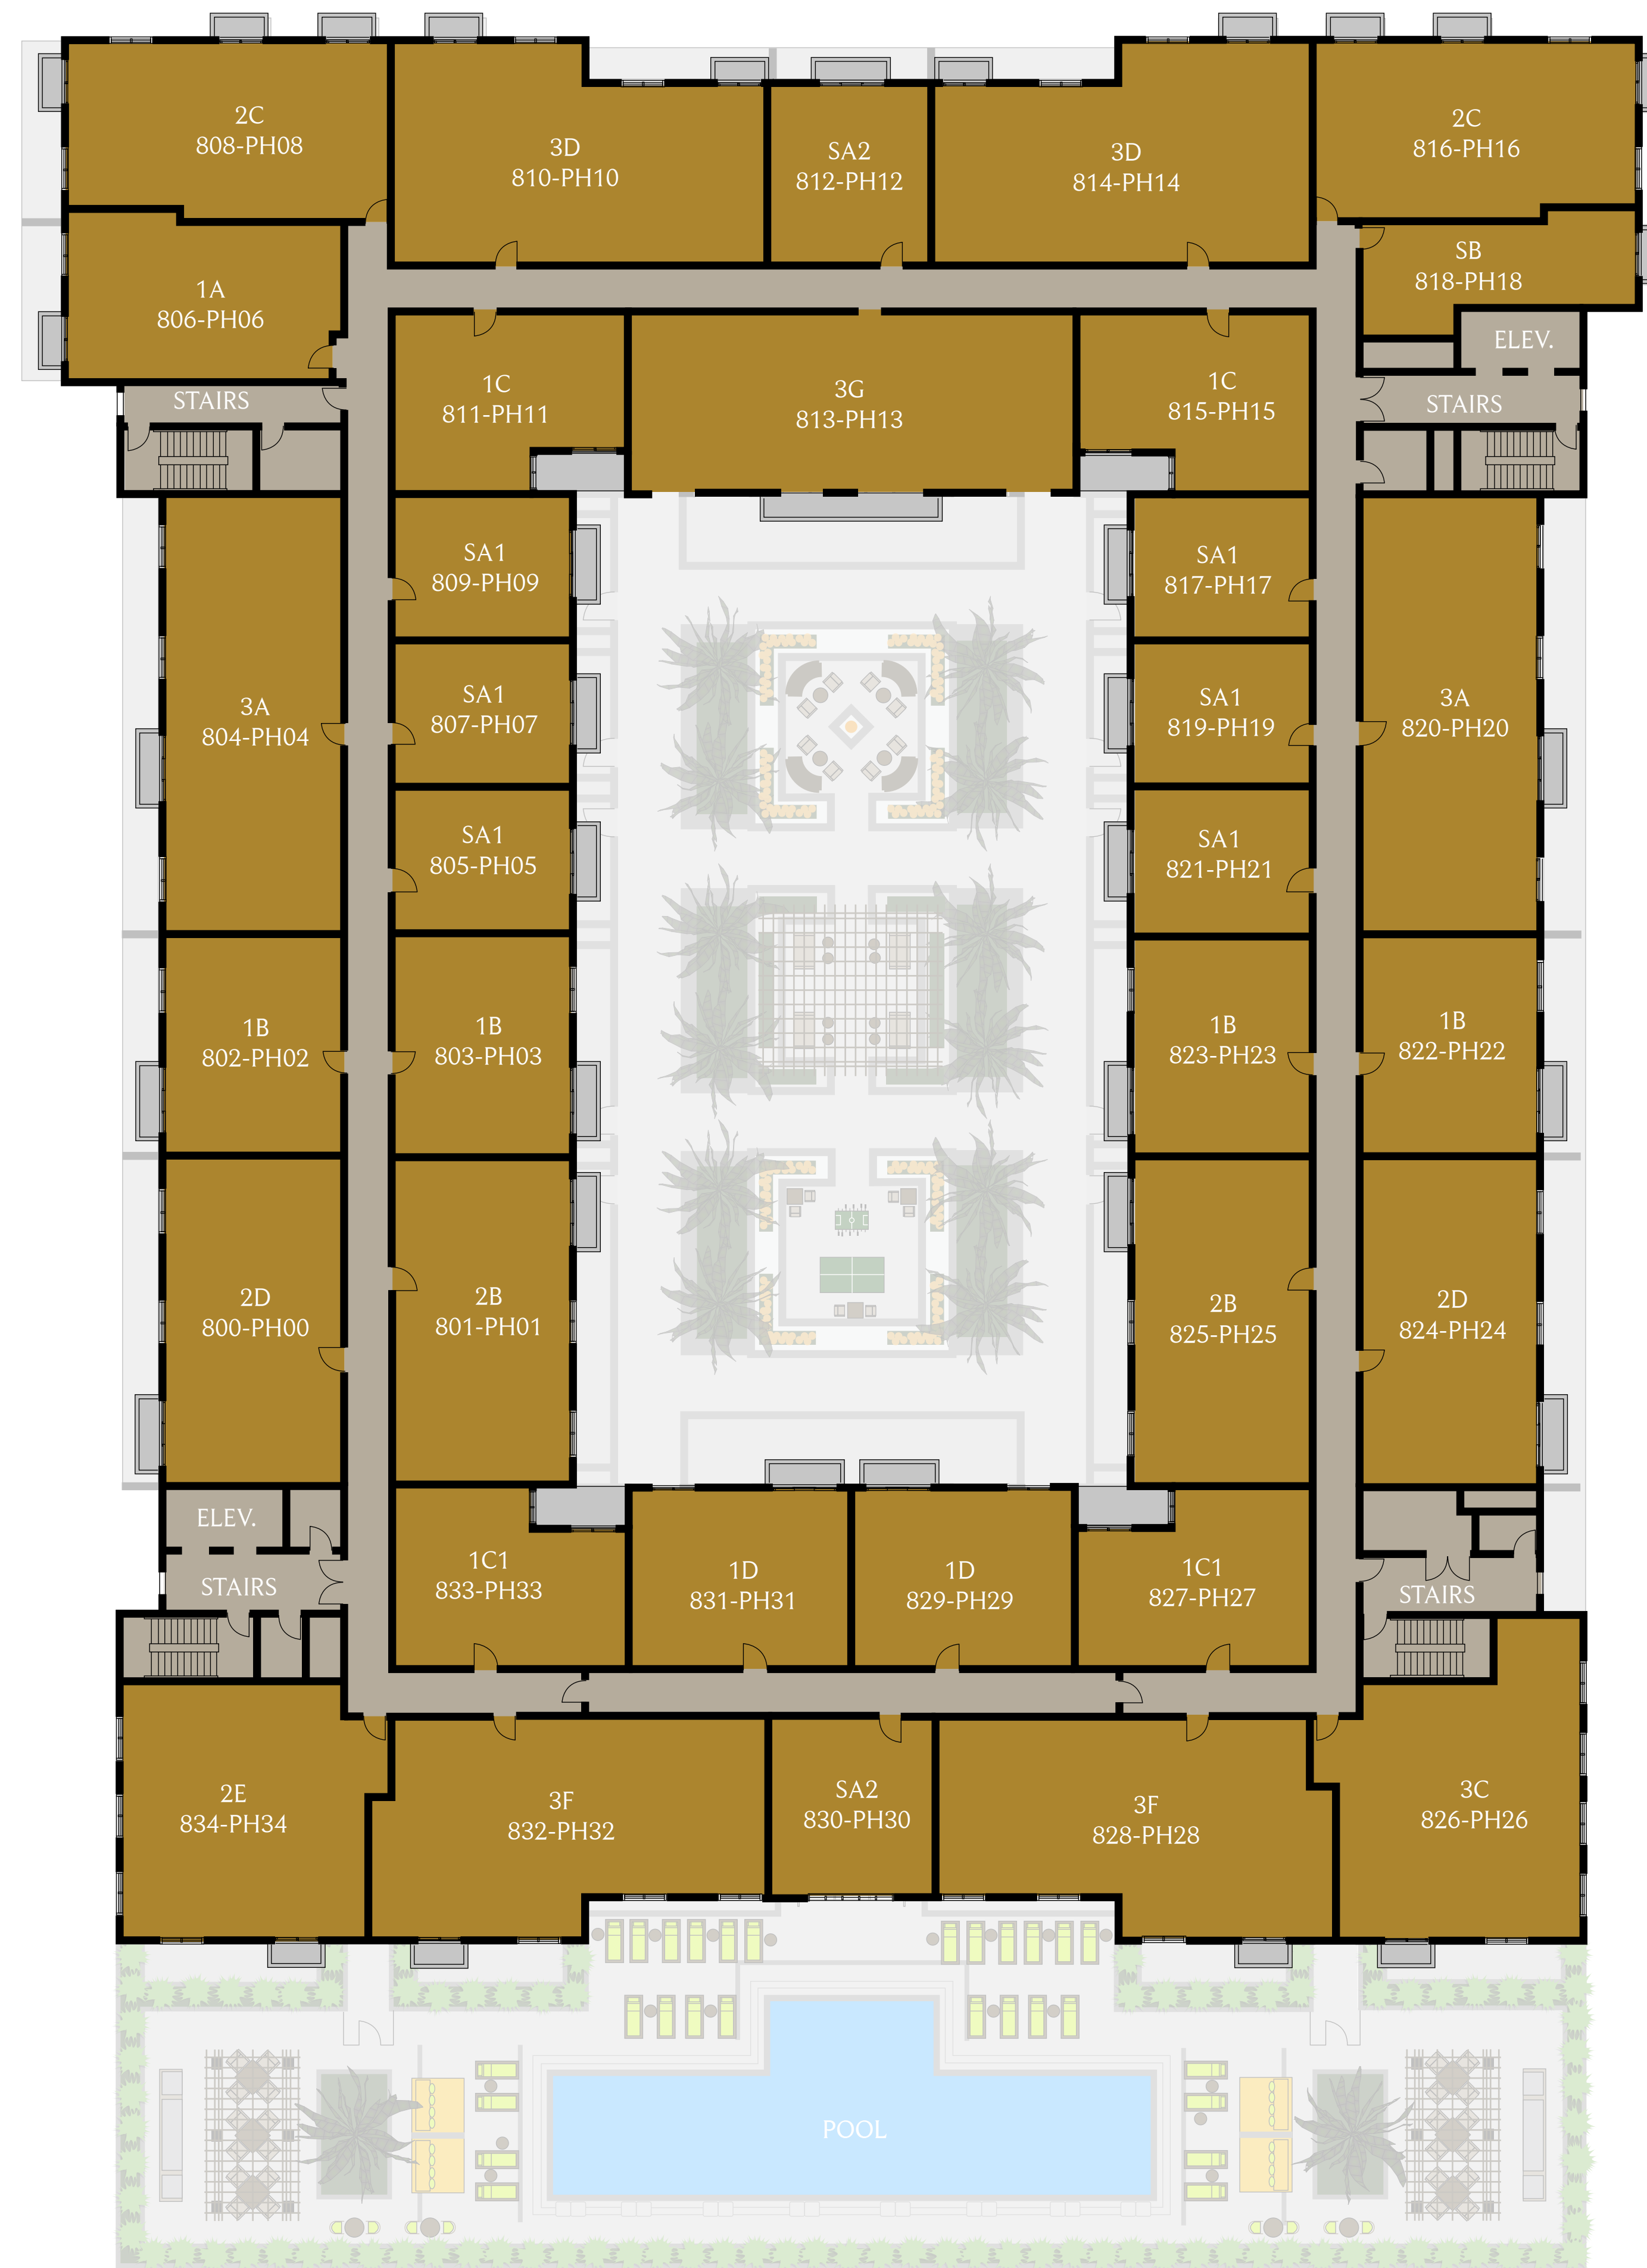 2C
808-PH08
3D
810-PH10
SA2
812-PH12
3D
814-PH14
2C
816-PH16
1A
806-PH06
SB
818-PH18
ELEV.
STAIRS
1C
811-PH11
3G
813-PH13
1C
815-PH15
STAIRS
SA1
809-PH09
SA1
817-PH17
3A
804-PH04
SA1
807-PH07
SA1
819-PH19
3A
820-PH20
SA1
805-PH05
SA1
821-PH21
1B
802-PH02
1B
803-PH03
1B
823-PH23
1B
822-PH22
2D
800-PH00
2B
801-PH01
2B
825-PH25
2D
824-PH24
ELEV.
STAIRS
1C1
833-PH33
1D
831-PH31
1D
829-PH29
1C1
827-PH27
STAIRS
2E
834-PH34
3F
832-PH32
SA2
830-PH30
3F
828-PH28
3C
826-PH26
POOL